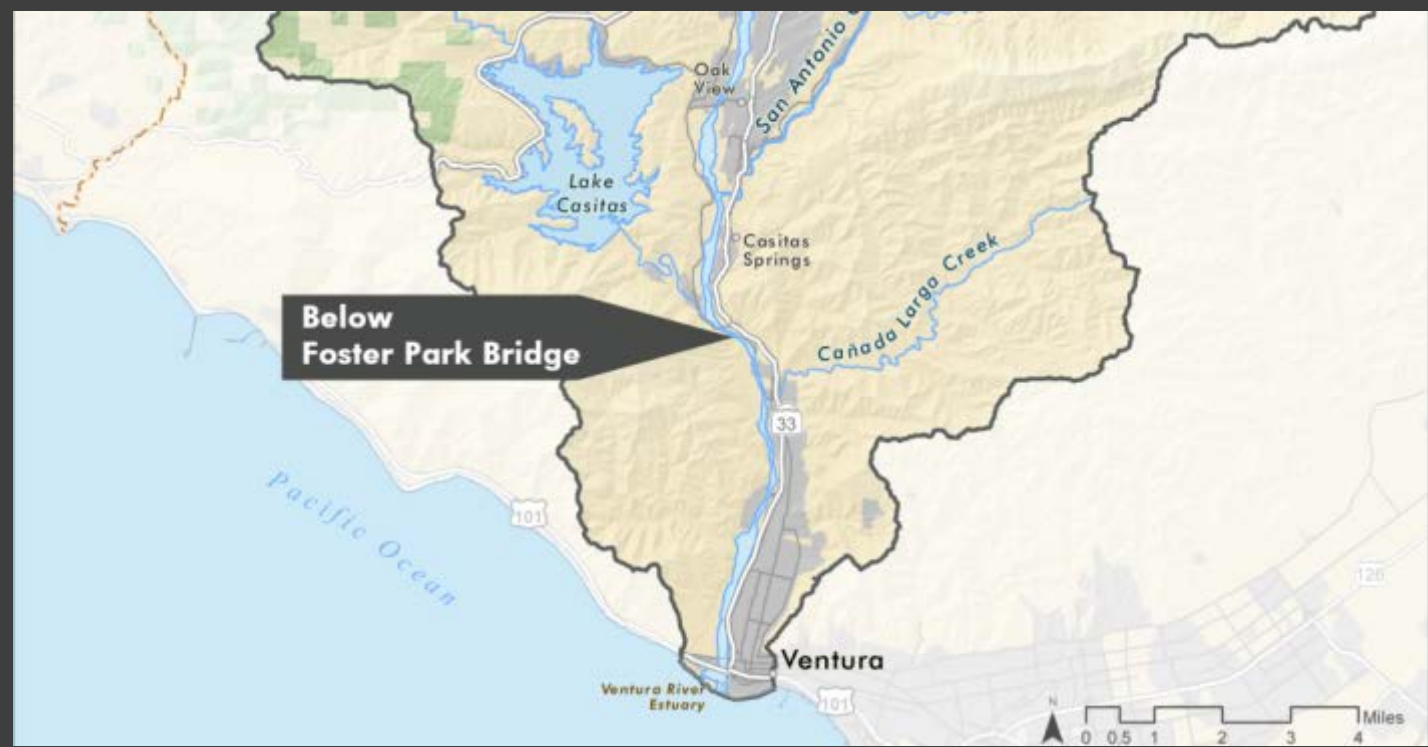 Oak
View
San Antonio
Lake
Casitas
Casitas
Springs
Cañada Larga Creek
Below
Foster Park Bridge
33
Pacific Ocean
101
126
Ventura
Ventura River
Estuary
101
N
Miles
0 0.5 1 2 3 4